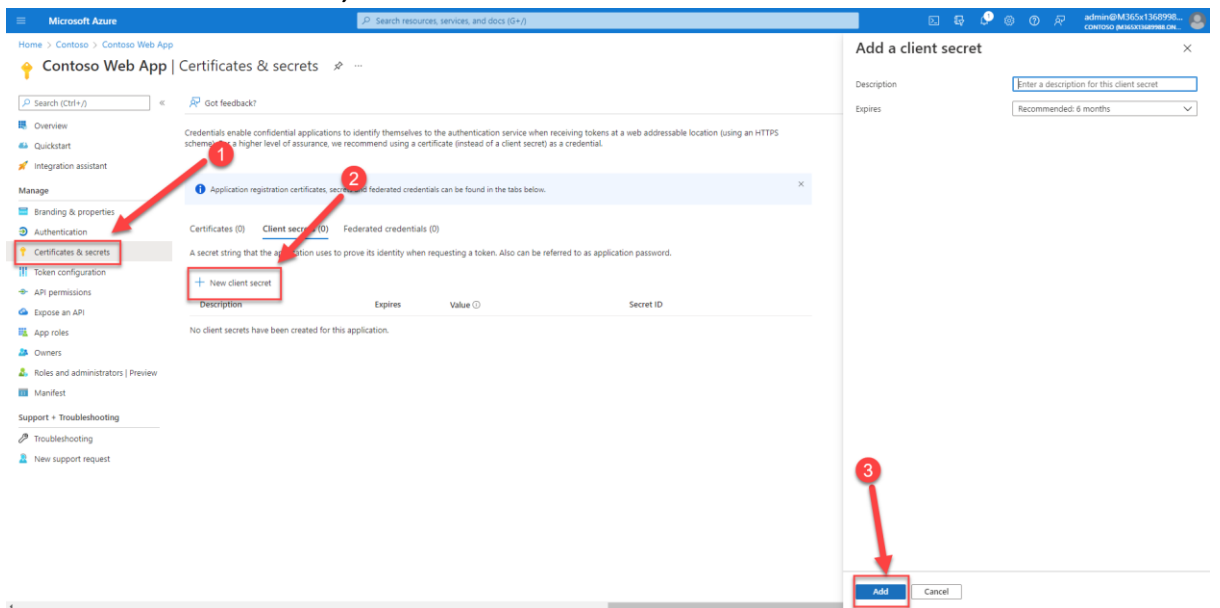 Microsoft Azure
Search resources, services, and docs (G+/)
admin@M365x1368998...
CONTOSO (M365X13689988.ON...
Home > Contoso > Contoso Web App
Contoso Web App | Certificates & secrets
Search (Ctrl+/)
Overview
Quickstart
Integration assistant
Manage
Branding & properties
Authentication
Certificates & secrets
Token configuration
API permissions
Expose an API
App roles
Owners
Roles and administrators | Preview
Manifest
Support + Troubleshooting
Troubleshooting
New support request
Got feedback?
Credentials enable confidential applications to identify themselves to the authentication service when receiving tokens at a web addressable location (using an HTTPS
scheme). For a higher level of assurance, we recommend using a certificate (instead of a client secret) as a credential.
1
2
Application registration certificates, secrets and federated credentials can be found in the tabs below.
Certificates (0) Client secrets (0) Federated credentials (0)
A secret string that the application uses to prove its identity when requesting a token. Also can be referred to as application password.
New client secret
Description Expires Value Secret ID
No client secrets have been created for this application.
Add a client secret
Description Enter a description for this client secret
Expires Recommended: 6 months
3
Add Cancel